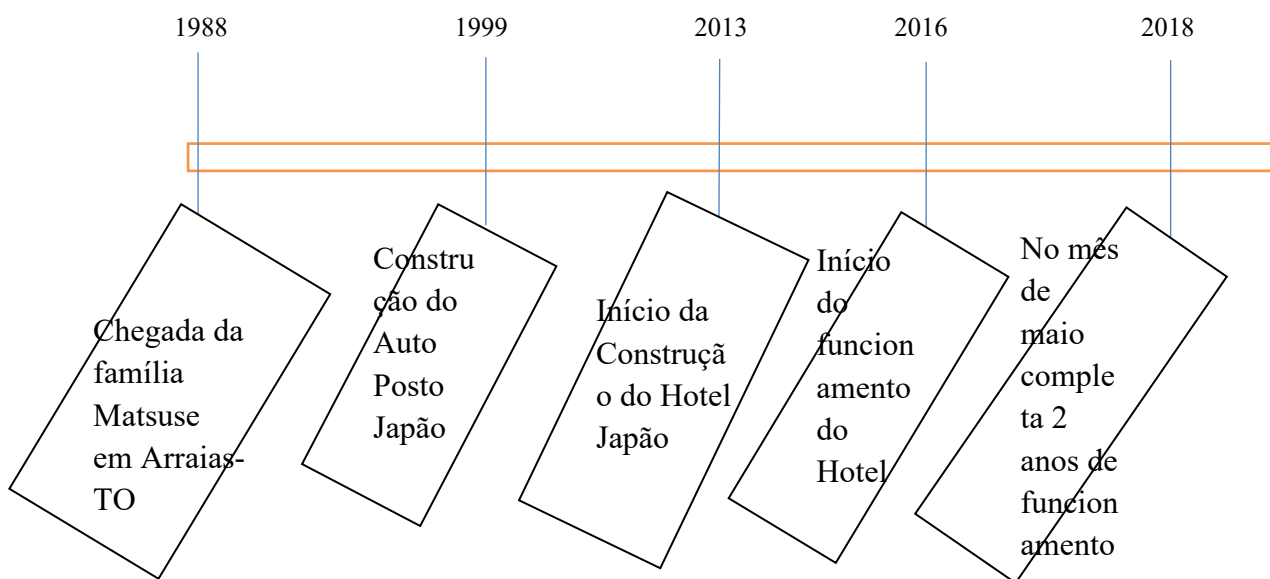 1988
1999
2013
2016
2018
Chegada da
família
Matsuse
em Arraias-
TO
Constru
ção do
Auto
Posto
Japão
Início da
Construçã
o do Hotel
Japão
Início
do
funcion
amento
do
Hotel
No mês
de
maio
comple
ta 2
anos de
funcion
amento